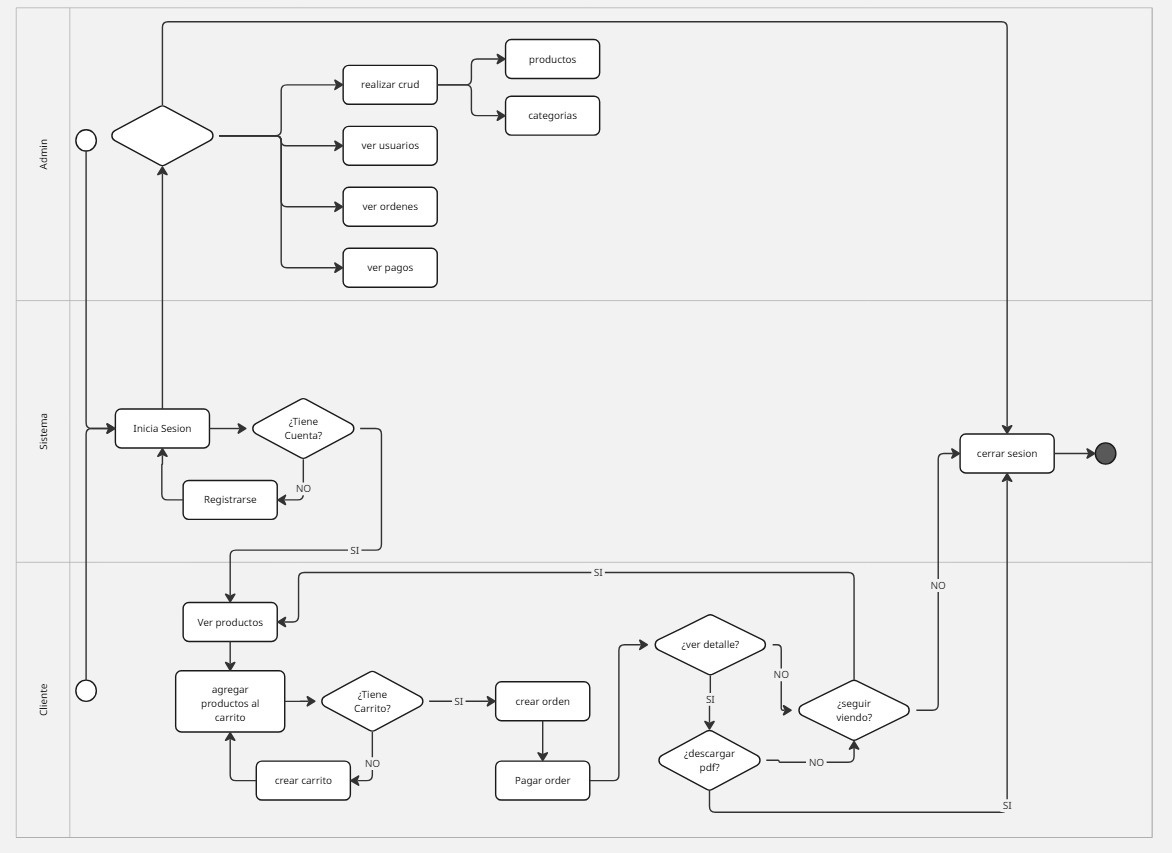 Admin
productos
realizar crud
categorias
ver usuarios
ver ordenes
ver pagos
Sistema
Inicia Sesion
¿Tiene
Cuenta?
NO
Registrarse
SI
cerrar sesion
Cliente
SI
NO
Ver productos
agregar
productos al
carrito
¿Tiene
Carrito?
SI
NO
crear carrito
crear orden
Pagar order
¿ver detalle?
NO
SI
¿descargar
pdf?
NO
¿seguir
viendo?
SI